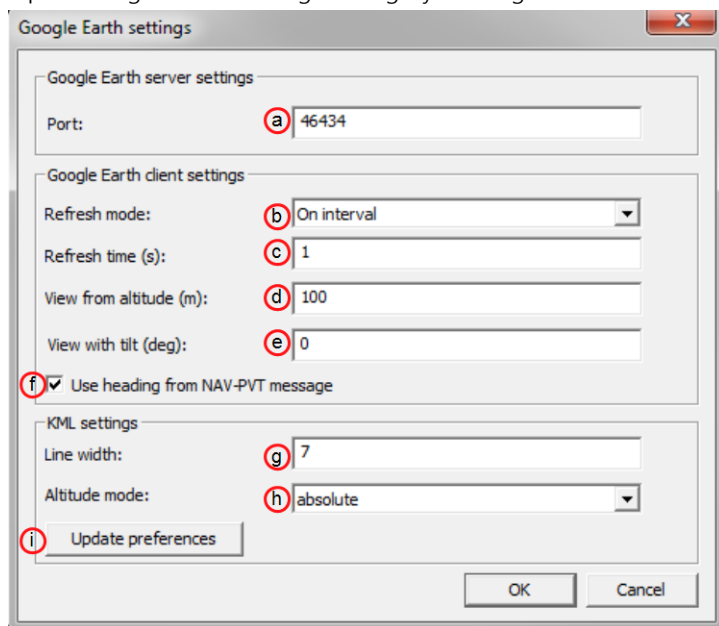 Google Earth settings
Google Earth server settings
Port: a 46434
Google Earth client settings
Refresh mode: b On interval
Refresh time (s): c 1
View from altitude (m): d 100
View with tilt (deg): e 0
f Use heading from NAV-PVT message
KML settings
Line width: g 7
Altitude mode: h absolute
i Update preferences
OK Cancel